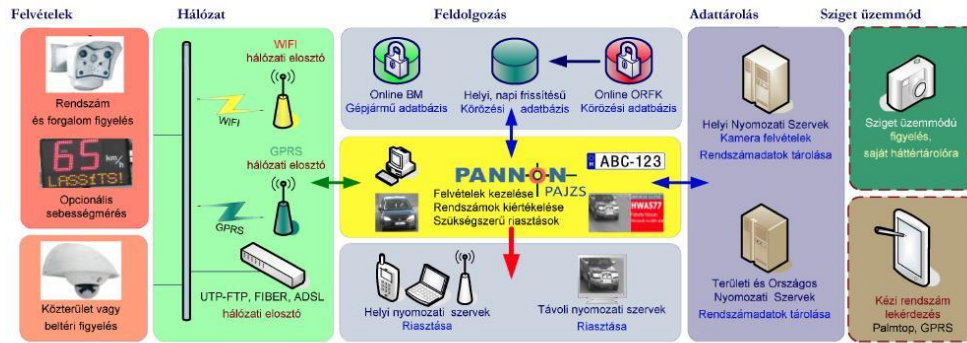 Felvételek
Rendszám
és forgalom figyelés
65 km/h
LASSÍTS!
Opcionális
sebességmérés
Közterület vagy
beltéri figyelés
Hálózat
WIFI
hálózati elosztó
WIFI
GPRS
hálózati elosztó
GPRS
UTP-FTP, FIBER, ADSL
hálózati elosztó
Feldolgozás
Online BM
Gépjármű adatbázis
Helyi, napi frissítésű
Körözési adatbázis
Online ORFK
Körözési adatbázis
PANNON
PAJZS
Felvételek kezelése
Rendszámok kiértékelése
Szükségszerű riasztások
H
ABC-123
HWAS77
Helyi nyomozati szervek
Riasztása
Távoli nyomozati szervek
Riasztása
Adattárolás
Helyi Nyomozati Szervek
Kamera felvételek
Rendszámadatok tárolása
Területi és Országos
Nyomozati Szervek
Rendszámadatok tárolása
Sziget üzemmód
Sziget üzemmódú
figyelés,
saját háttértárolóra
Kézi rendszám
lekérdezés
Palmtop, GPRS